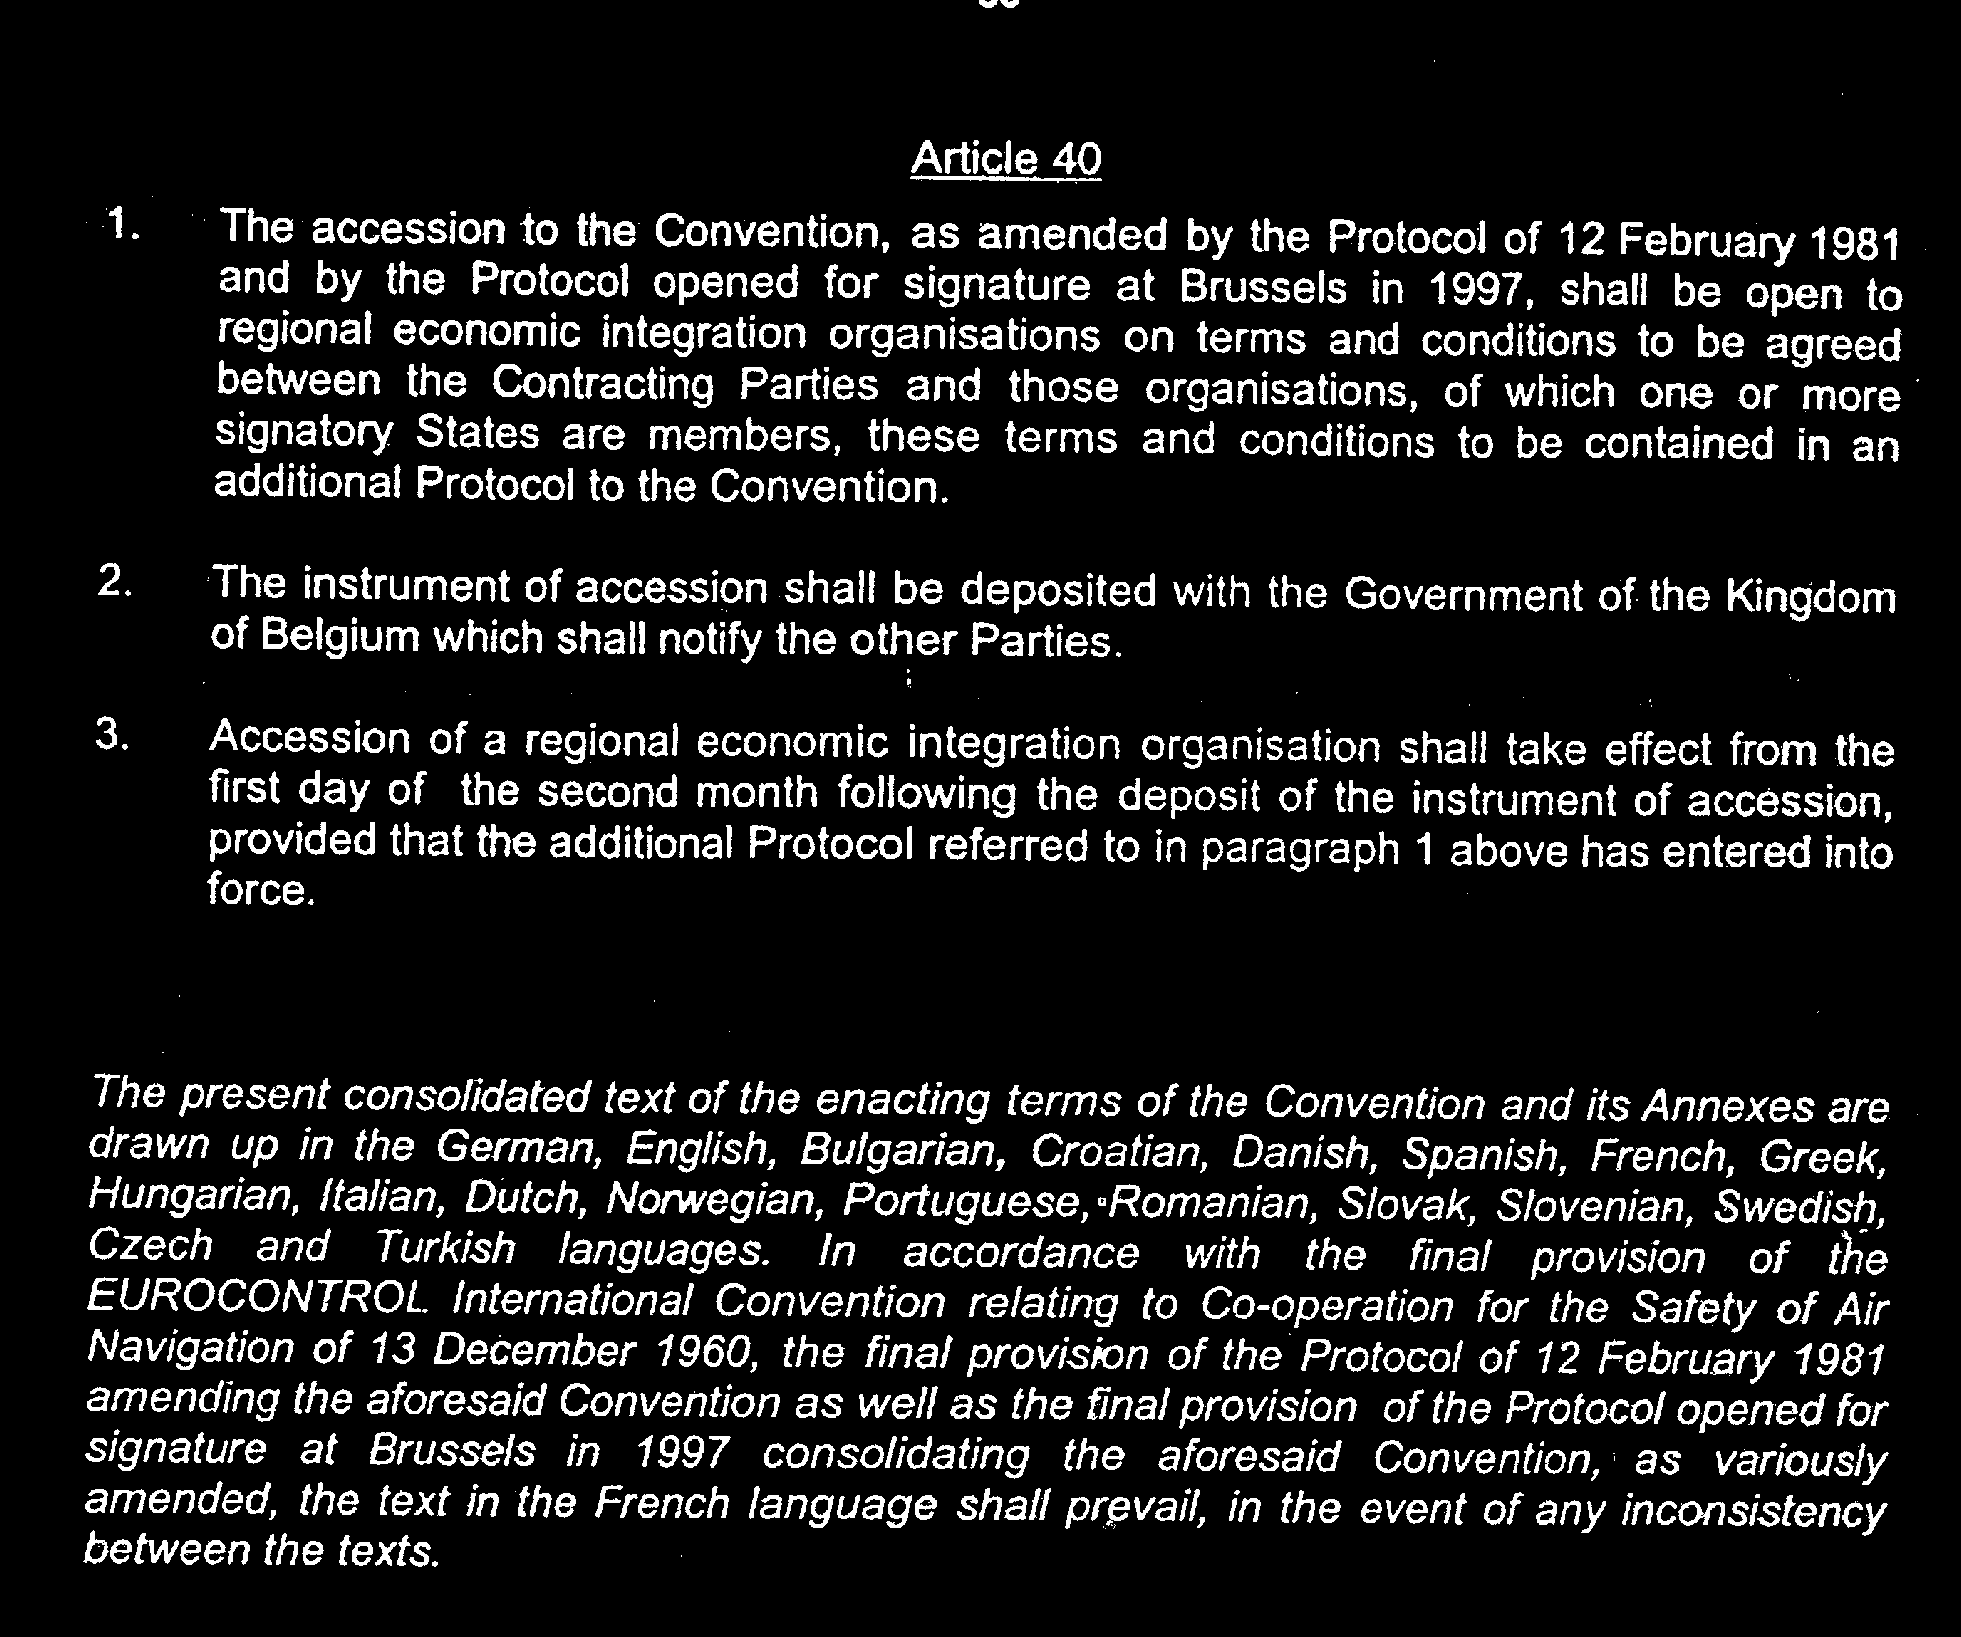 Article 40
1. The accession to the Convention, as amended by the Protocol of 12 February 1981
and by the Protocol opened for signature at Brussels in 1997, shall be open to
regional economic integration organisations on terms and conditions to be agreed
between the Contracting Parties and those organisations, of which one or more
signatory States are members, these terms and conditions to be contained in an
additional Protocol to the Convention.
2. The instrument of accession shall be deposited with the Government of the Kingdom
of Belgium which shall notify the other Parties.
3. Accession of a regional economic integration organisation shall take effect from the
first day of the second month following the deposit of the instrument of accession,
provided that the additional Protocol referred to in paragraph 1 above has entered into
force.
The present consolidated text of the enacting terms of the Convention and its Annexes are
drawn up in the German, English, Bulgarian, Croatian, Danish, Spanish, French, Greek,
Hungarian, Italian, Dutch, Norwegian, Portuguese, Romanian, Slovak, Slovenian, Swedish,
Czech and Turkish languages. In accordance with the final provision of the
EUROCONTROL International Convention relating to Co-operation for the Safety of Air
Navigation of 13 December 1960, the final provision of the Protocol of 12 February 1981
amending the aforesaid Convention as well as the final provision of the Protocol opened for
signature at Brussels in 1997 consolidating the aforesaid Convention, as variously
amended, the text in the French language shall prevail, in the event of any inconsistency
between the texts.